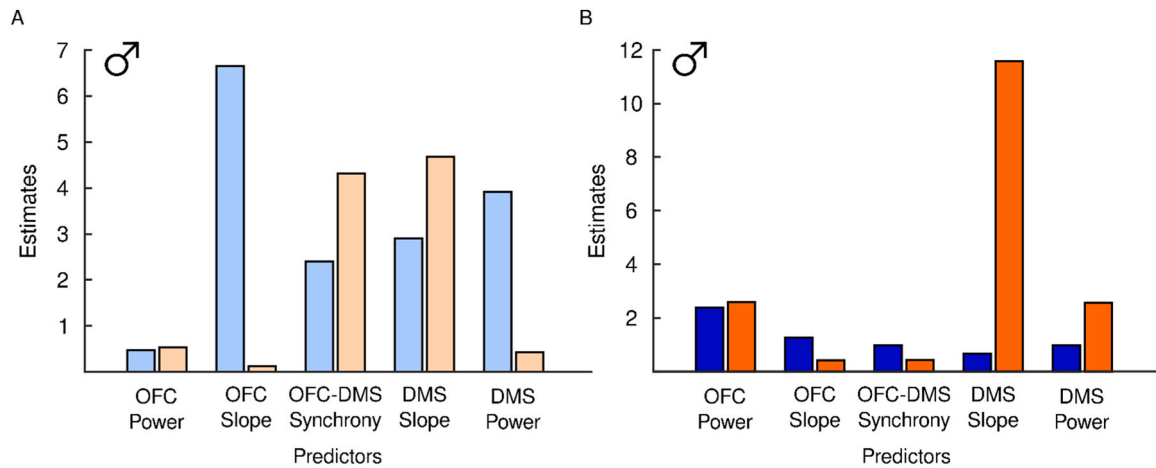 A
7
6
5
4
3
2
1
Estimates
OFC
Power
OFC
Slope
OFC-DMS
Synchrony
DMS
Slope
DMS
Power
Predictors
B
12
10
8
6
4
2
Estimates
OFC
Power
OFC
Slope
OFC-DMS
Synchrony
DMS
Slope
DMS
Power
Predictors